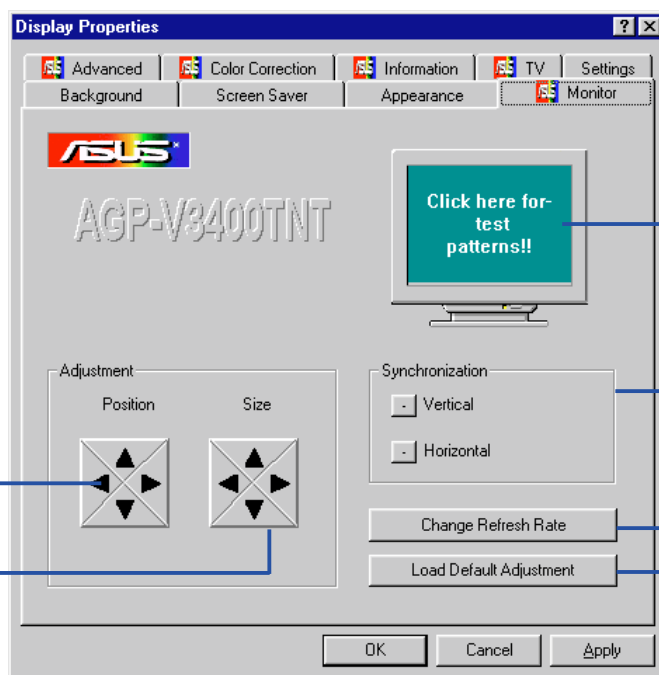 Display Properties
Advanced Color Correction Information TV Settings
Background Screen Saver Appearance Monitor
ASUS
AGP-V3400TNT
Click here for-
test
patterns!!
Adjustment
Position Size
Synchronization
- Vertical
- Horizontal
Change Refresh Rate
Load Default Adjustment
OK Cancel Apply